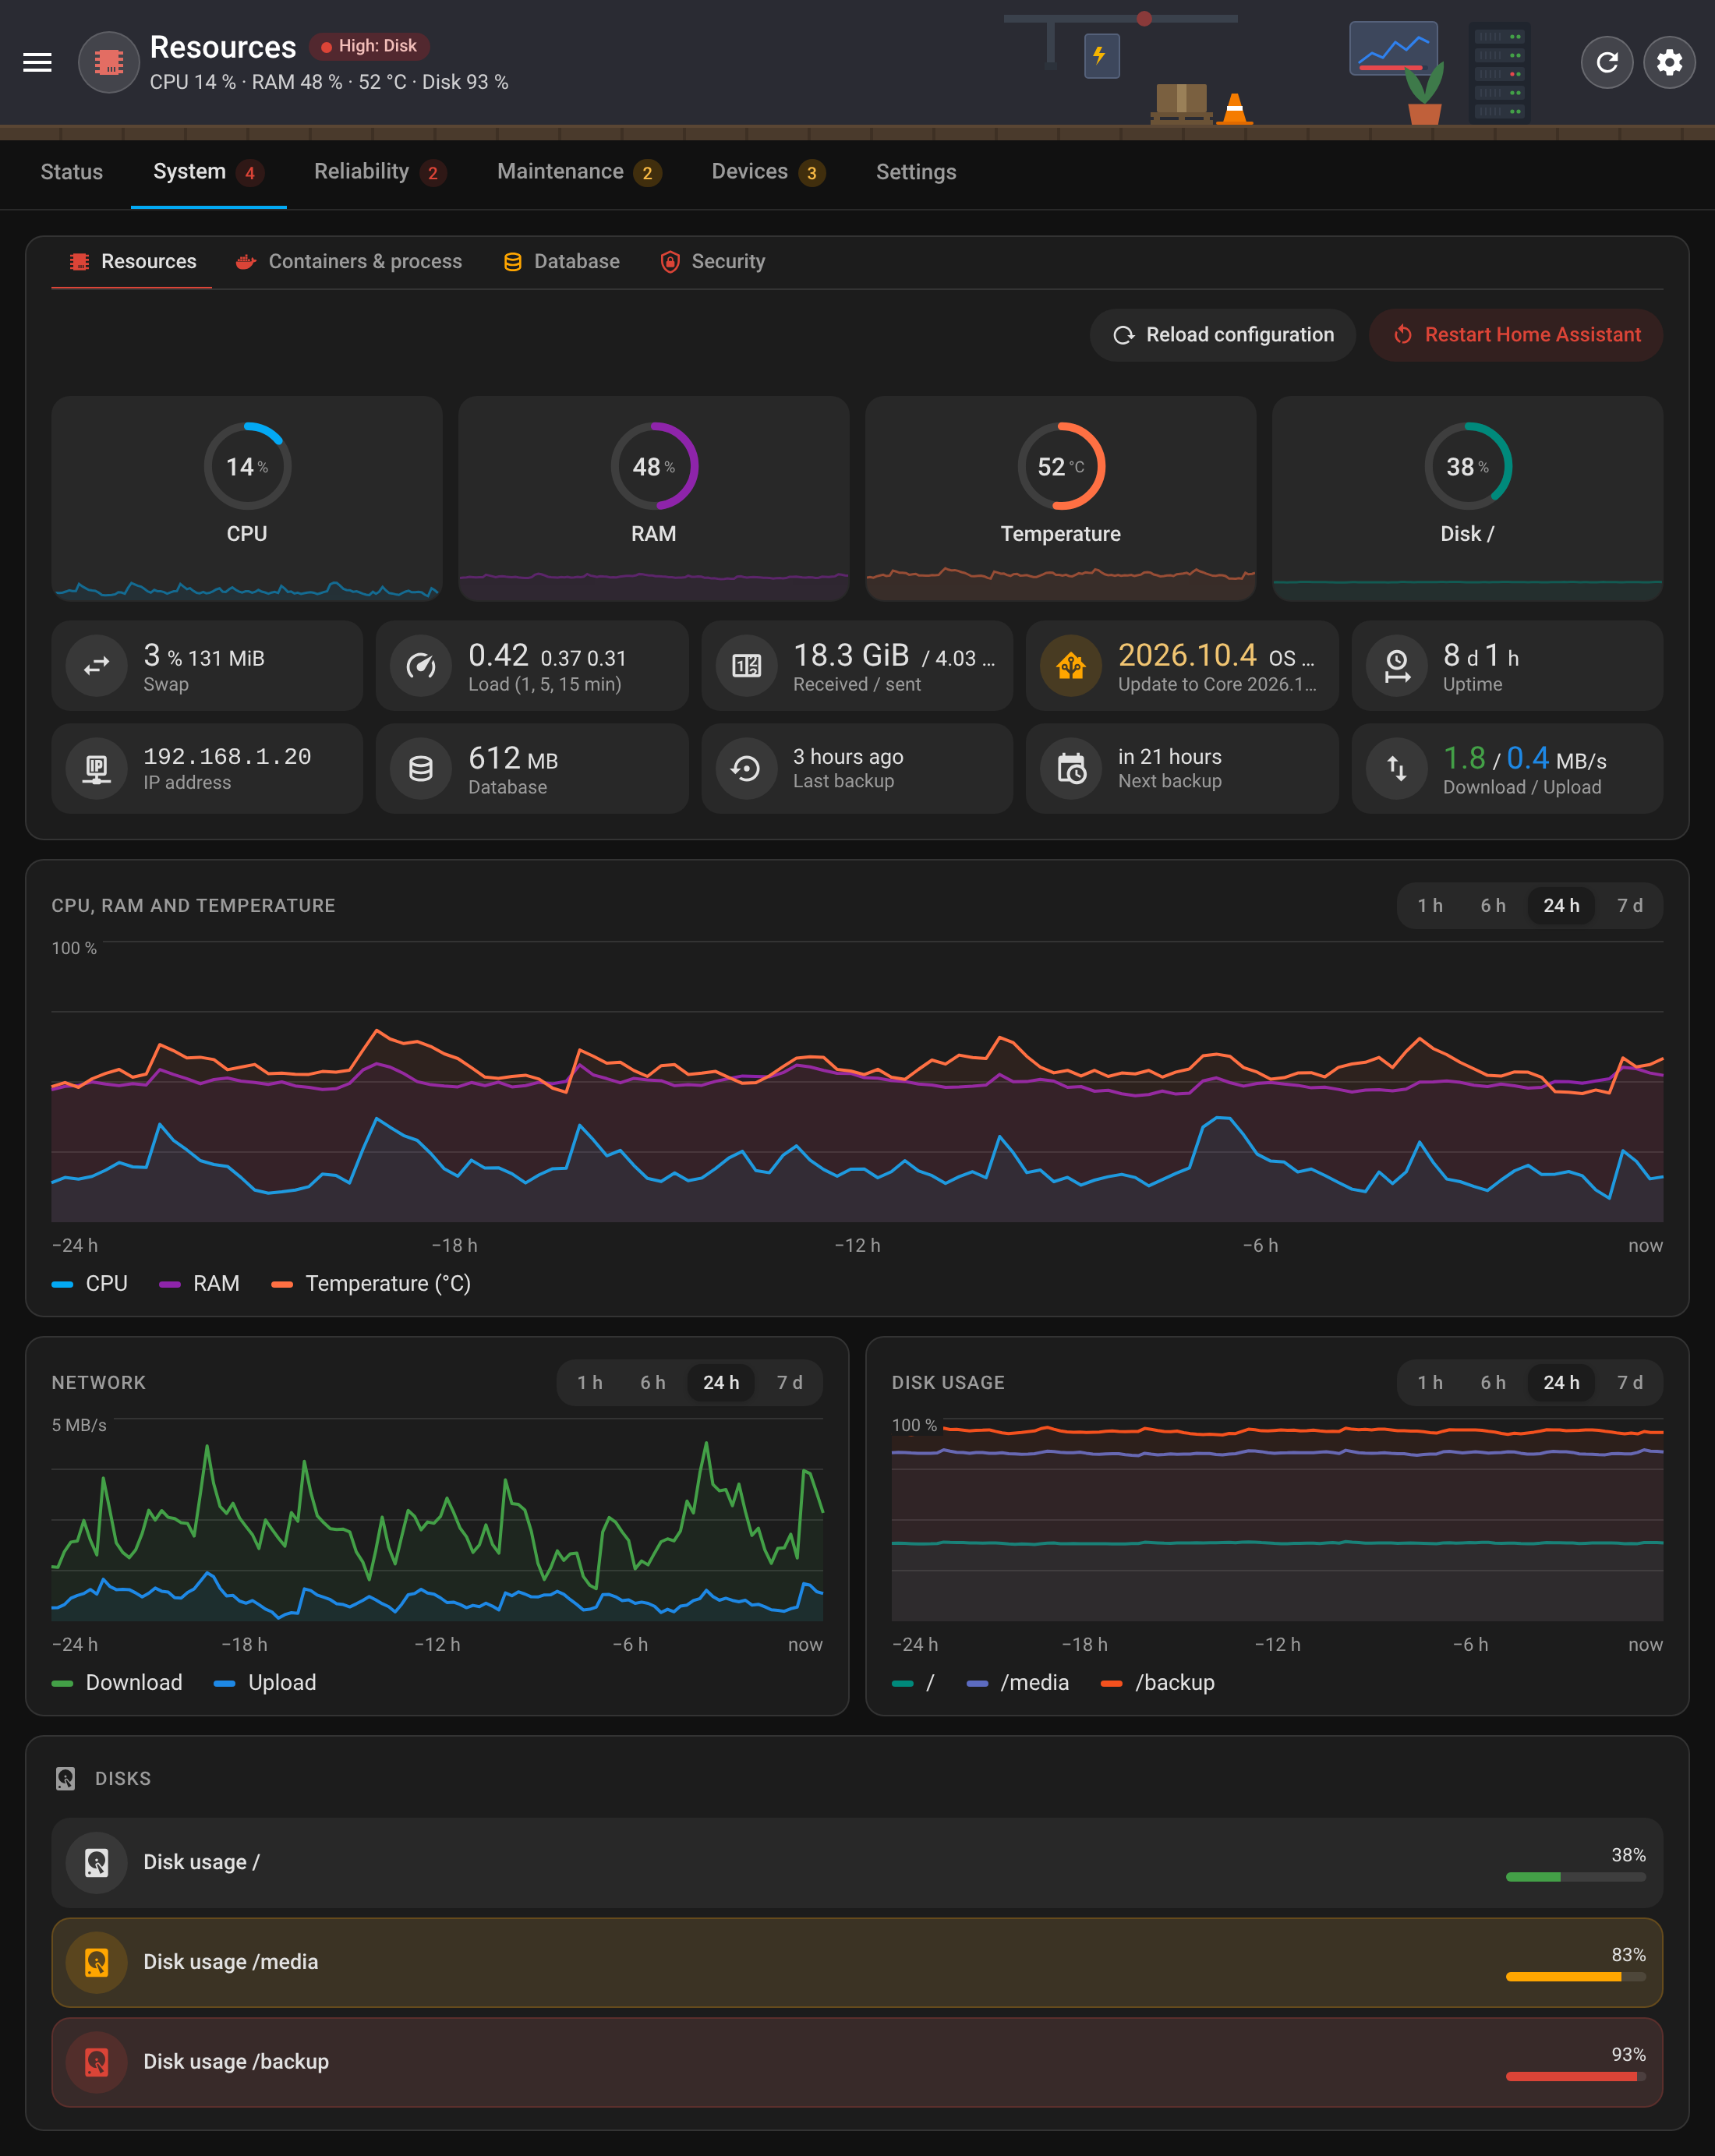 Resources High: Disk
CPU 14 % · RAM 48 % · 52 °C · Disk 93 %
Status System 4 Reliability 2 Maintenance 2 Devices 3 Settings
Resources Containers & process Database Security
Reload configuration Restart Home Assistant
14 % 48 % 52 °C 38 %
CPU RAM Temperature Disk /
3 % 131 MiB
Swap
0.42 0.37 0.31
Load (1, 5, 15 min)
18.3 GiB / 4.03 ...
Received / sent
2026.10.4 OS ...
Update to Core 2026.1...
8 d 1 h
Uptime
192.168.1.20
IP address
612 MB
Database
3 hours ago
Last backup
in 21 hours
Next backup
1.8 / 0.4 MB/s
Download / Upload
CPU, RAM AND TEMPERATURE 1 h 6 h 24 h 7 d
100 %
−24 h −18 h −12 h −6 h now
CPU RAM Temperature (°C)
NETWORK 1 h 6 h 24 h 7 d
5 MB/s
−24 h −18 h −12 h −6 h now
Download Upload
DISK USAGE 1 h 6 h 24 h 7 d
100 %
−24 h −18 h −12 h −6 h now
/ /media /backup
DISKS
Disk usage / 38%
Disk usage /media 83%
Disk usage /backup 93%